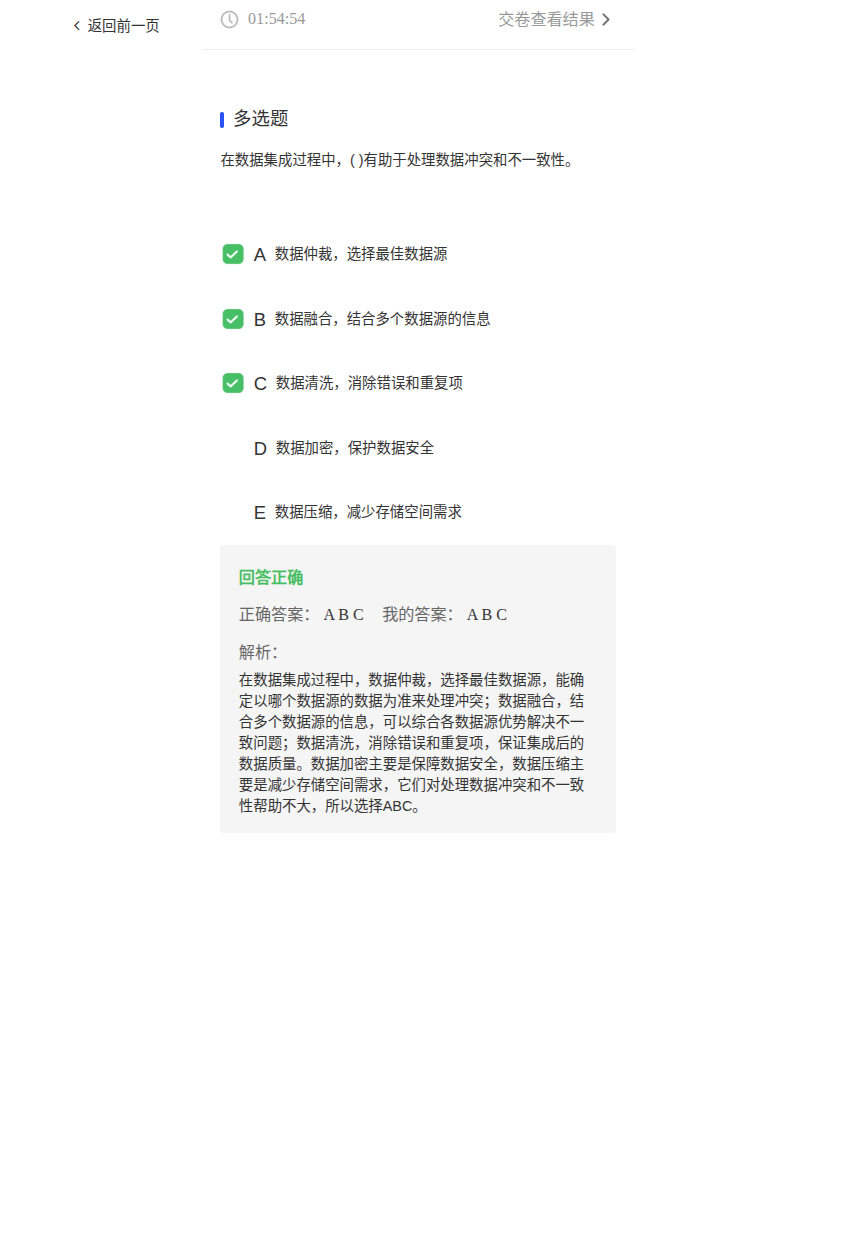 返回前一页
01:54:54
交卷查看结果
多选题
在数据集成过程中，( )有助于处理数据冲突和不一致性。
A 数据仲裁，选择最佳数据源
B 数据融合，结合多个数据源的信息
C 数据清洗，消除错误和重复项
D 数据加密，保护数据安全
E 数据压缩，减少存储空间需求
回答正确
正确答案： A B C 我的答案： A B C
解析：
在数据集成过程中，数据仲裁，选择最佳数据源，能确
定以哪个数据源的数据为准来处理冲突；数据融合，结
合多个数据源的信息，可以综合各数据源优势解决不一
致问题；数据清洗，消除错误和重复项，保证集成后的
数据质量。数据加密主要是保障数据安全，数据压缩主
要是减少存储空间需求，它们对处理数据冲突和不一致
性帮助不大，所以选择ABC。